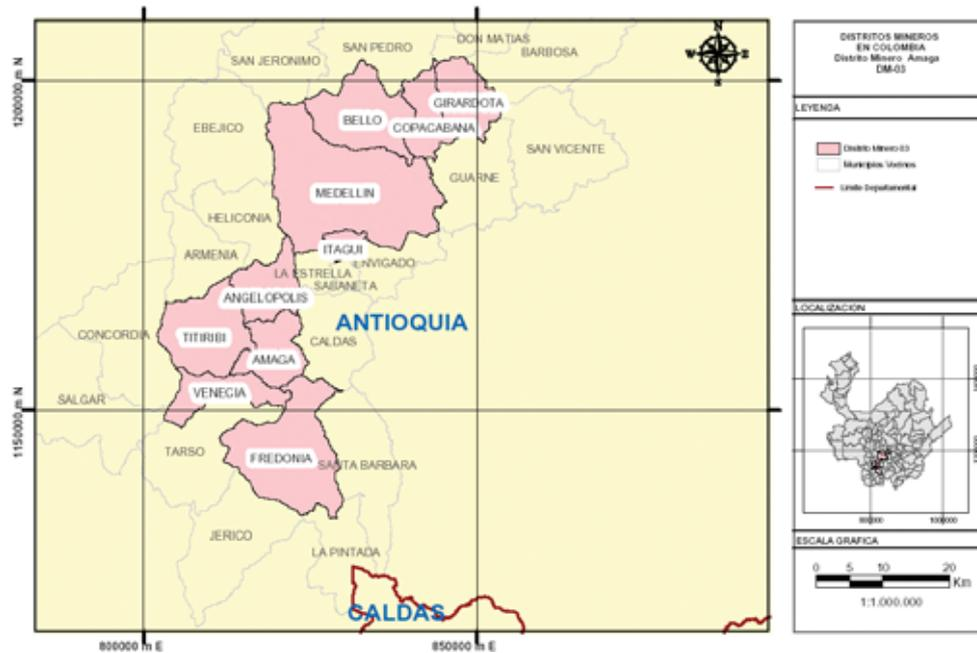 DON MATIAS
SAN PEDRO
BARBOSA
SAN JERONIMO
N
W E
S
1200000 m N
GIRARDOTA
BELLO
COPACABANA
EBEJICO
SAN VICENTE
GUARNE
MEDELLIN
HELICONIA
ITAGUI
ARMENIA
ENVIGADO
LA ESTRELLA
SABANETA
ANGELOPOLIS
ANTIOQUIA
CONCORDIA
TITIRIBI
CALDAS
AMAGA
VENECIA
SALGAR
1150000 m N
TARSO
FREDONIA
SANTA BARBARA
JERICO
LA PINTADA
CALDAS
800000 m E
850000 m E
DISTRITOS MINEROS
EN COLOMBIA
Distrito Minero Amaga
DM-03
LEYENDA
Distrito Minero 03
Municipios Vecinos
Limite Departamental
LOCALIZACION
800000
1000000
ESCALA GRAFICA
0 5 10 20
Km
1:1.000.000